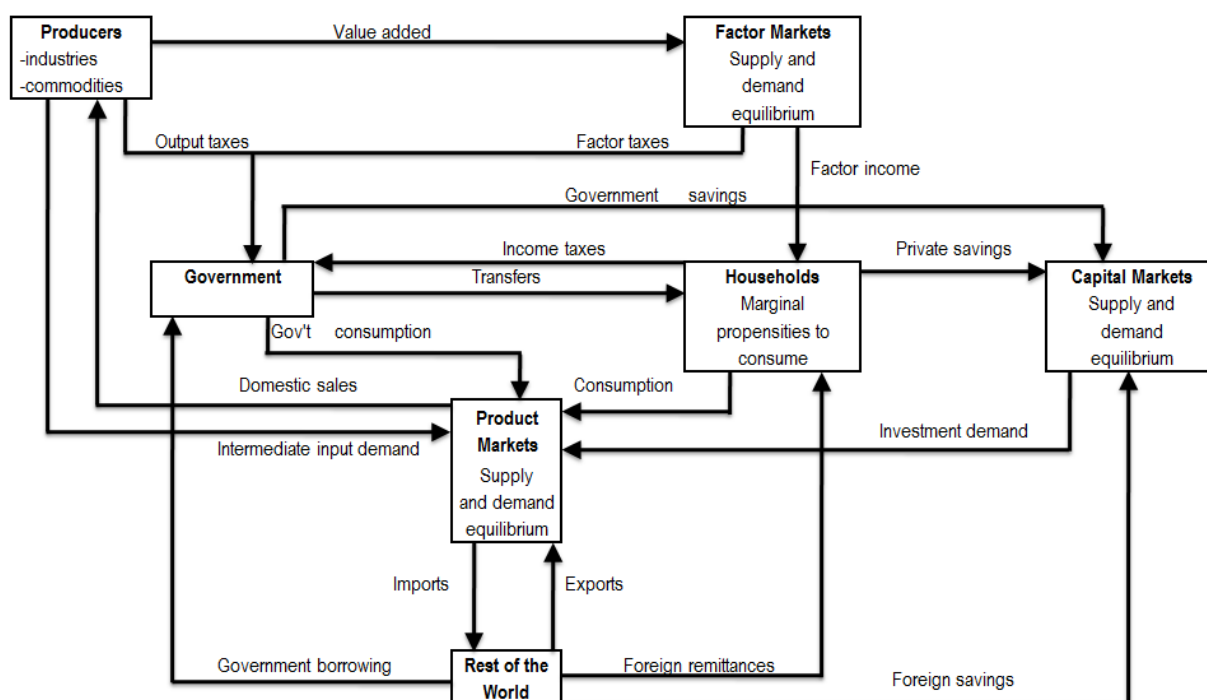 Producers
-industries
-commodities
Value added
Factor Markets
Supply and
demand
equilibrium
Output taxes
Factor taxes
Factor income
Government savings
Government
Income taxes
Transfers
Households
Marginal
propensities to
consume
Private savings
Capital Markets
Supply and
demand
equilibrium
Gov't consumption
Domestic sales
Consumption
Intermediate input demand
Product
Markets
Supply
and demand
equilibrium
Investment demand
Imports
Exports
Government borrowing
Rest of the
World
Foreign remittances
Foreign savings